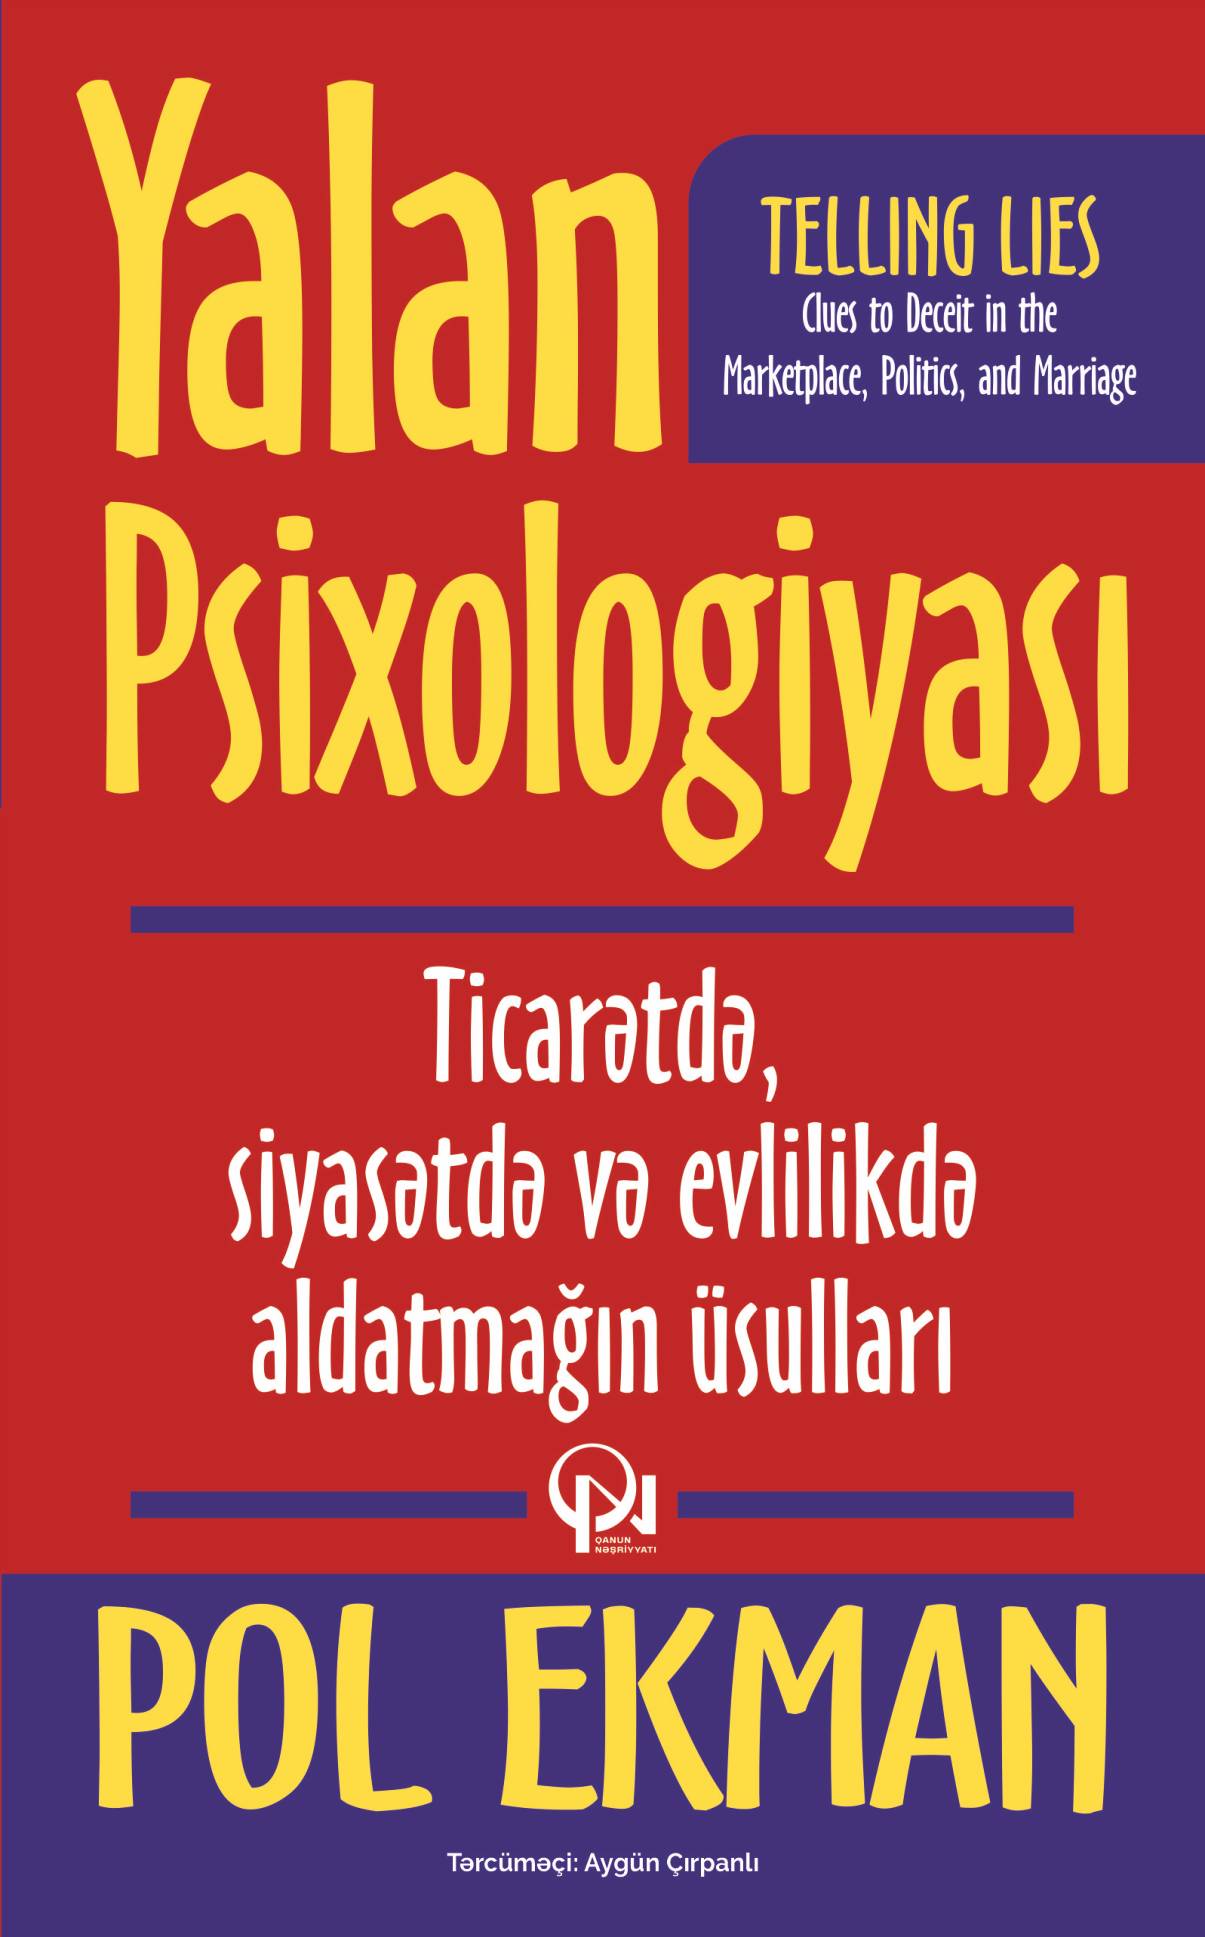 Yalan
TELLING LIES
Clues to Deceit in the
Marketplace, Politics, and Marriage
Psixologiyası
Ticarətdə,
siyasətdə və evlilikdə
aldatmağın üsulları
QANUN
NƏŞRİYYATI
POL EKMAN
Tərcüməçi: Aygün Çırpanlı